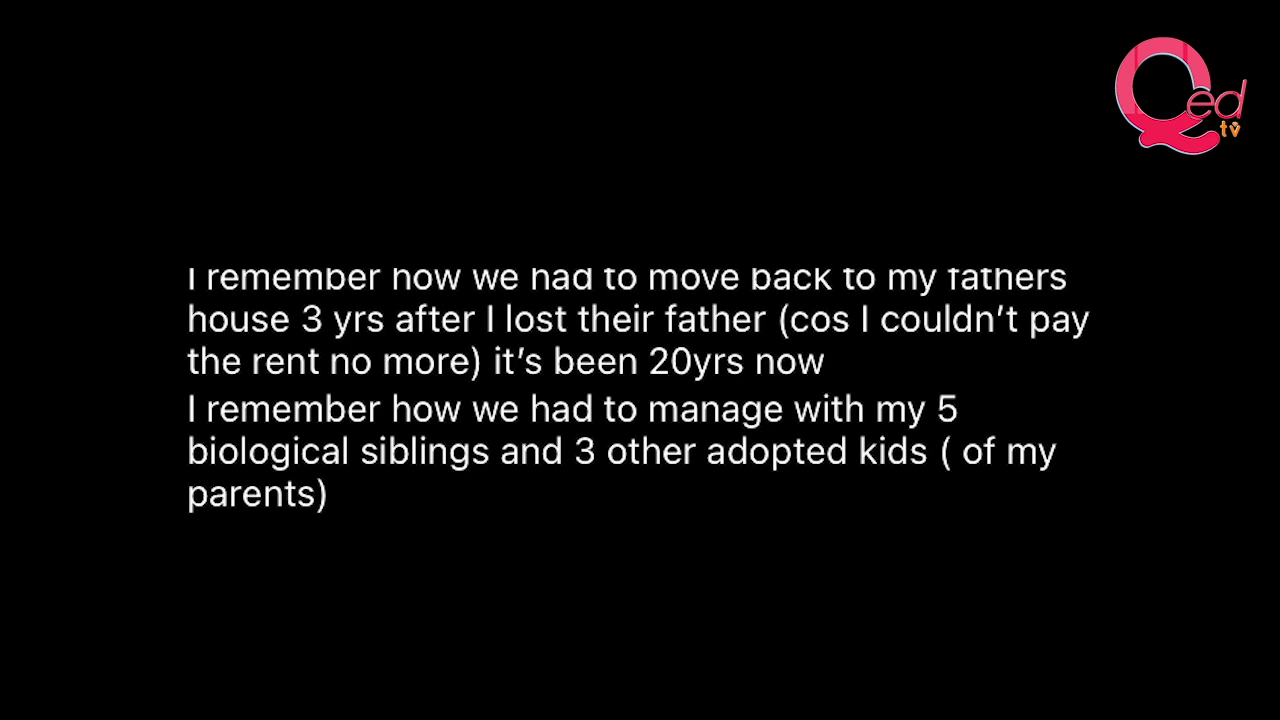 Qed
tv
I remember how we had to move back to my fathers
house 3 yrs after I lost their father (cos I couldn’t pay
the rent no more) it’s been 20yrs now
I remember how we had to manage with my 5
biological siblings and 3 other adopted kids ( of my
parents)